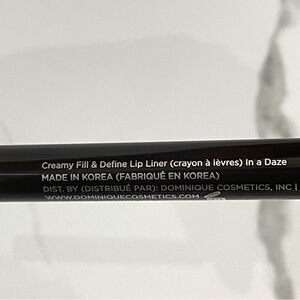 Creamy Fill & Define Lip Liner (crayon à lèvres) In a Daze
MADE IN KOREA (FABRIQUÉ EN KORÉA)
DIST. BY (DISTRIBUÉ PAR): DOMINIQUE COSMETICS, INC |
WWW.DOMINIQUECOSMETICS.COM